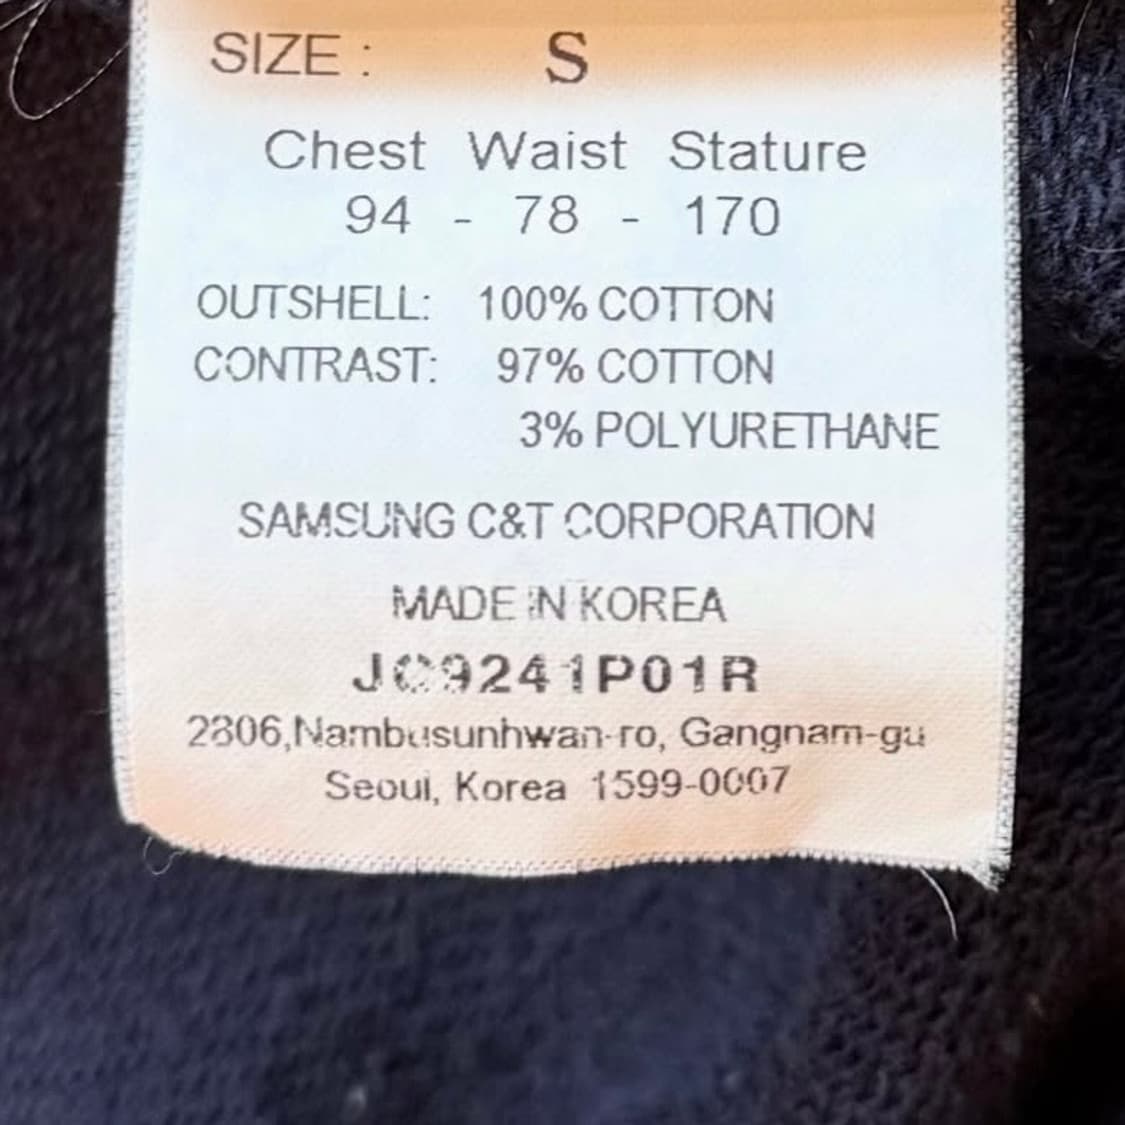 SIZE : S
Chest Waist Stature
94 - 78 - 170
OUTSHELL: 100% COTTON
CONTRAST: 97% COTTON
3% POLYURETHANE
SAMSUNG C&T CORPORATION
MADE IN KOREA
JC9241P01R
2806,Nambusunhwan-ro, Gangnam-gu
Seoul, Korea 1599-0007